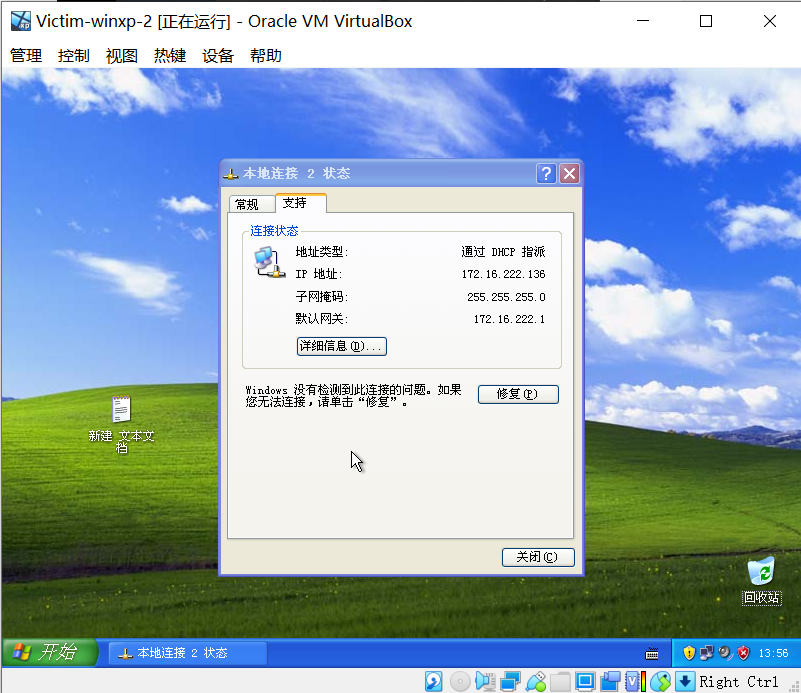 Victim-winxp-2 [正在运行] - Oracle VM VirtualBox
管理 控制 视图 热键 设备 帮助
本地连接 2 状态
常规 支持
连接状态
地址类型: 通过 DHCP 指派
IP 地址: 172.16.222.136
子网掩码: 255.255.255.0
默认网关: 172.16.222.1
详细信息(D)...
Windows 没有检测到此连接的问题。如果
您无法连接，请单击“修复”。
修复(P)
关闭(C)
新建 文本文
档
回收站
开始 本地连接 2 状态 13:56
Right Ctrl